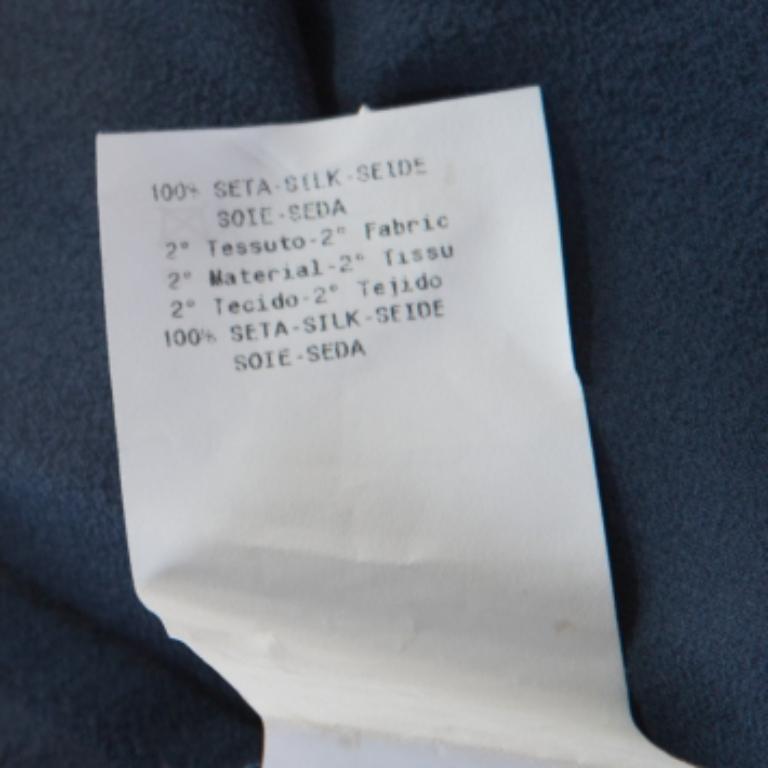 100% SETA-SILK-SEIDE
SOIE-SEDA
2° Tessuto-2° Fabric
2° Material-2° Tissu
2° Tecido-2° Tejido
100% SETA-SILK-SEIDE
SOIE-SEDA